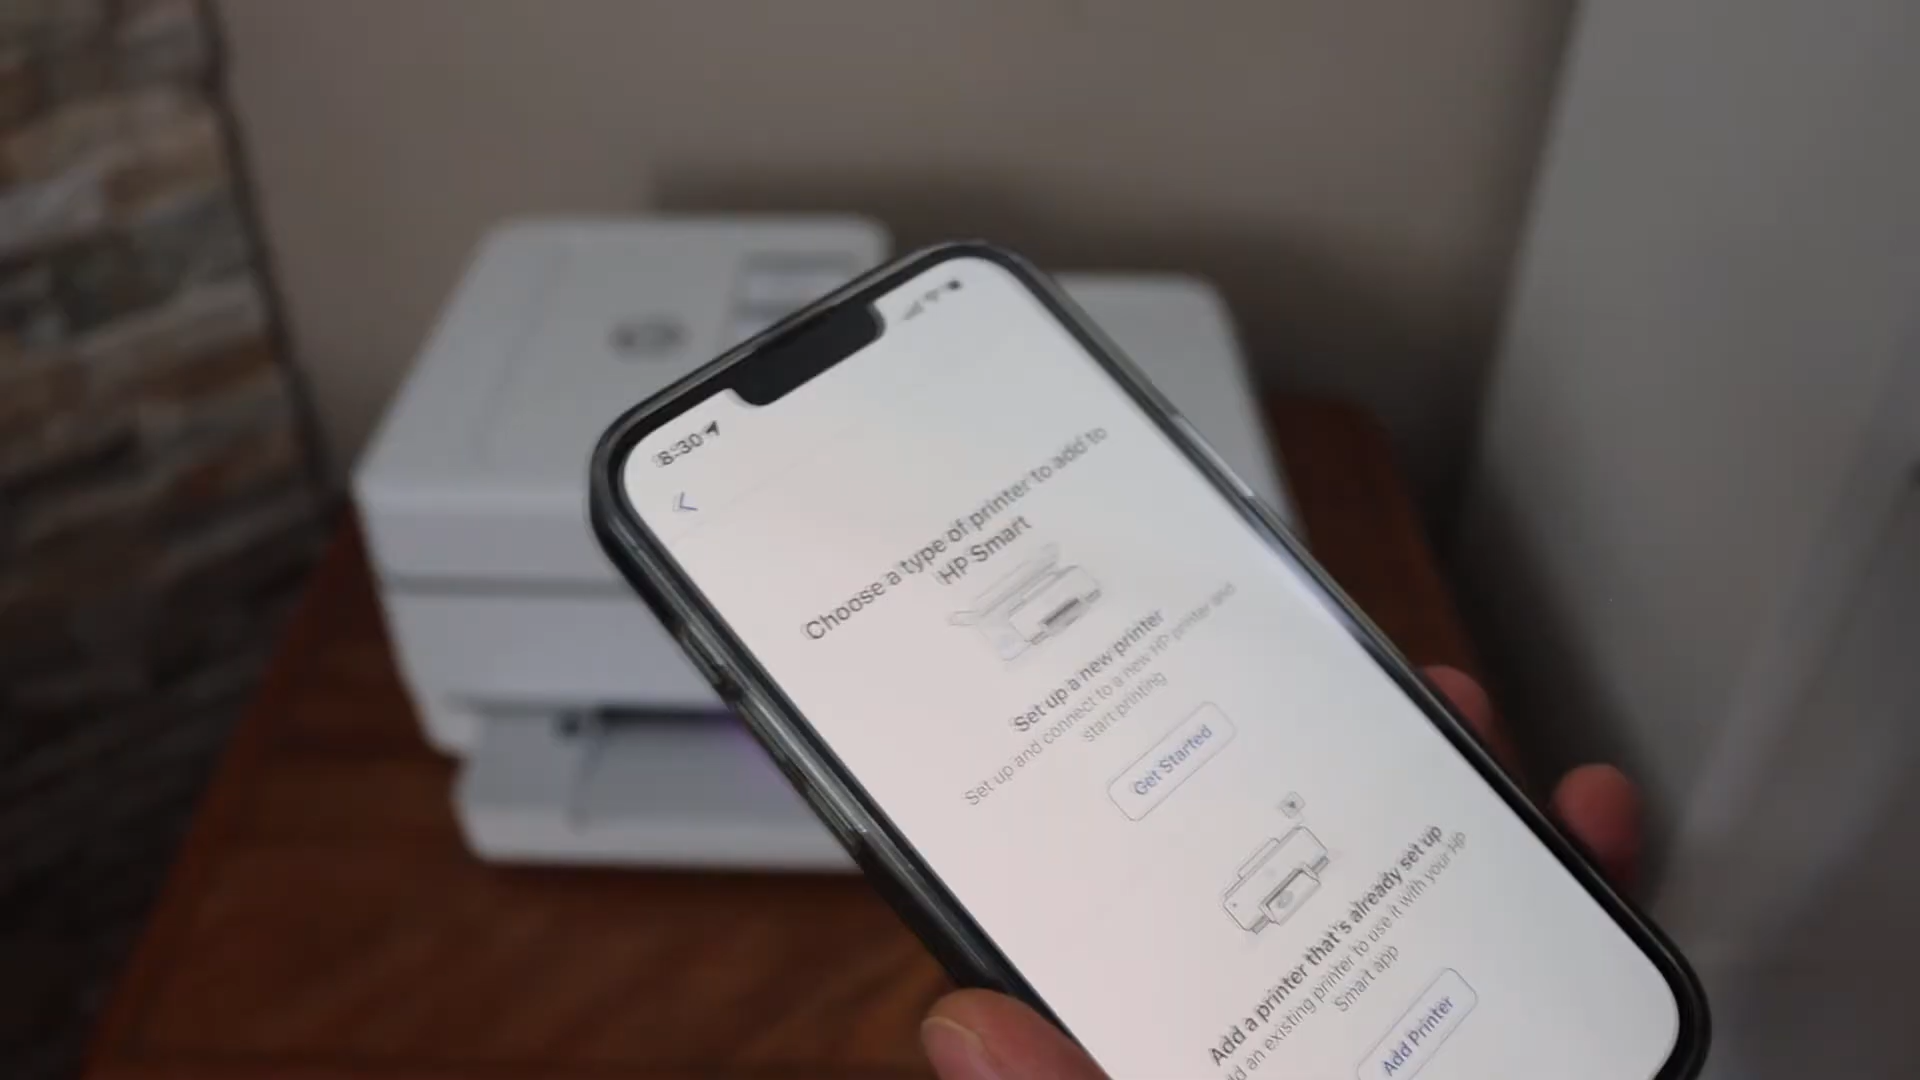 8:30
Choose a type of printer to add to
HP Smart
Set up a new printer
Set up and connect to a new HP printer and
start printing
Get Started
Add a printer that's already set up
an existing printer to use it with your HP
Smart app
Add Printer